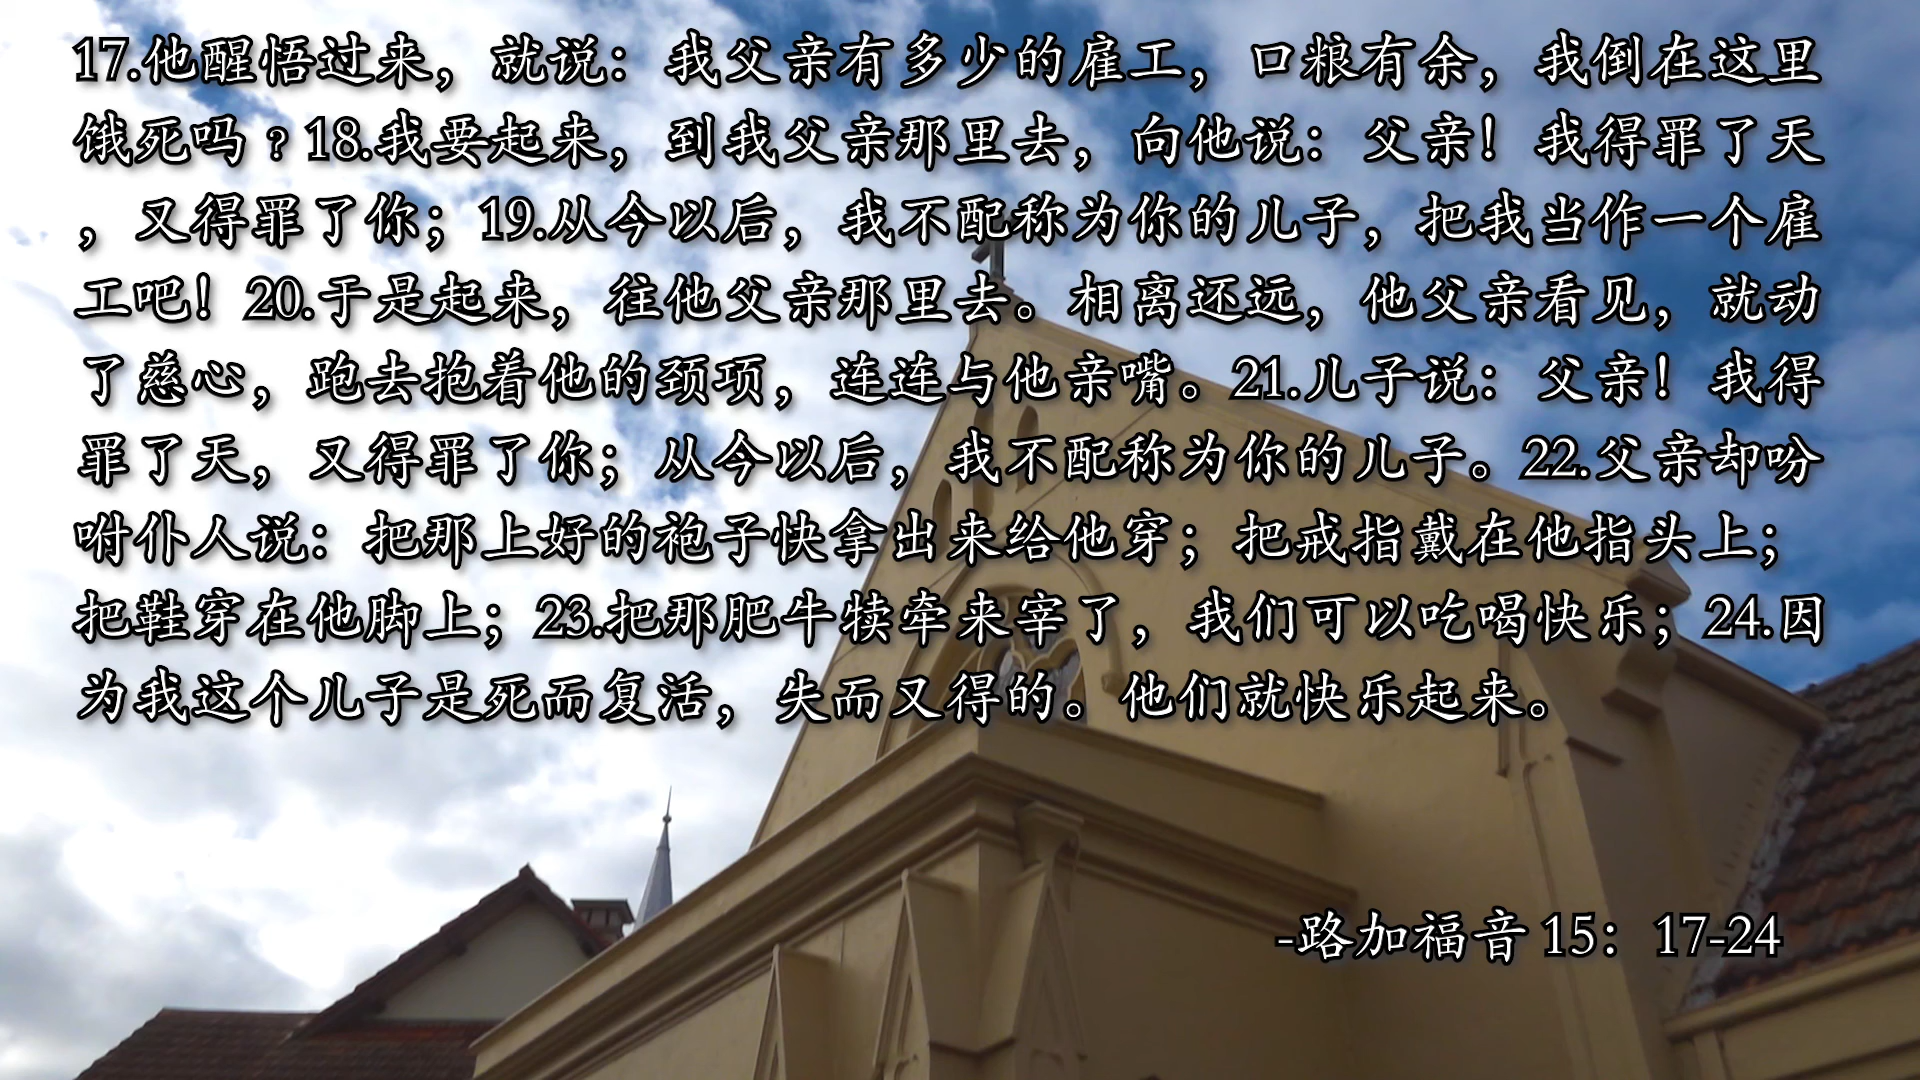 17.他醒悟过来，就说：我父亲有多少的雇工，口粮有余，我倒在这里
饿死吗﹖18.我要起来，到我父亲那里去，向他说：父亲！我得罪了天
，又得罪了你；19.从今以后，我不配称为你的儿子，把我当作一个雇
工吧！20.于是起来，往他父亲那里去。相离还远，他父亲看见，就动
了慈心，跑去抱着他的颈项，连连与他亲嘴。21.儿子说：父亲！我得
罪了天，又得罪了你；从今以后，我不配称为你的儿子。22.父亲却吩
咐仆人说：把那上好的袍子快拿出来给他穿；把戒指戴在他指头上；
把鞋穿在他脚上；23.把那肥牛犊牵来宰了，我们可以吃喝快乐；24.因
为我这个儿子是死而复活，失而又得的。他们就快乐起来。
-路加福音 15：17-24